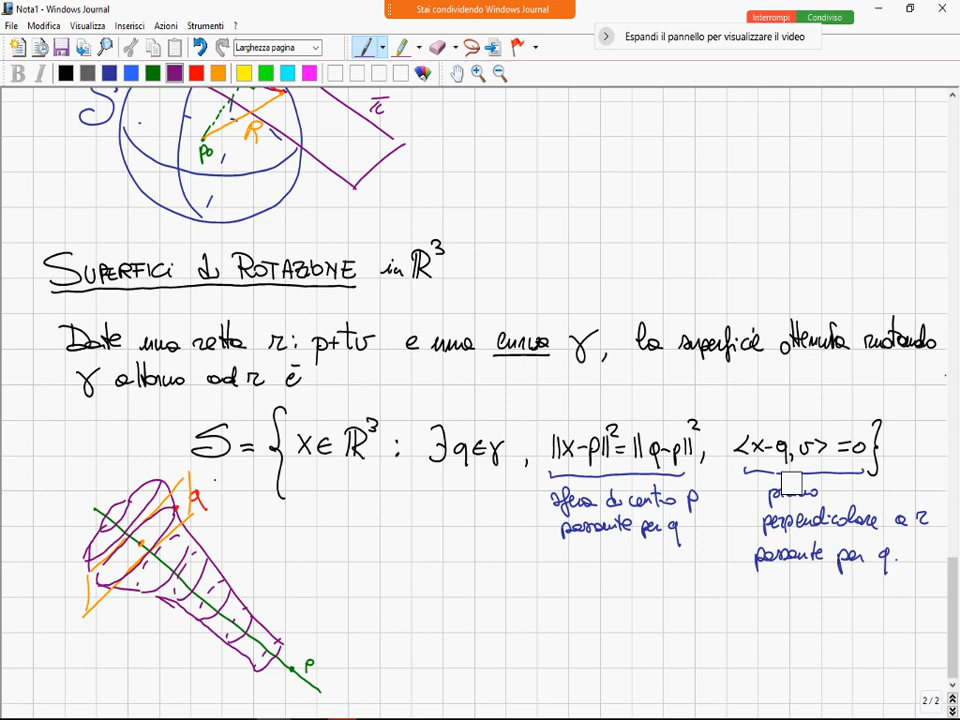 Nota1 - Windows Journal
Stai condividendo Windows Journal
Interrompi Condiviso
File Modifica Visualizza Inserisci Azioni Strumenti ?
Espandi il pannello per visualizzare il video
Larghezza pagina
B I
S π
R
p0
SUPERFICI di ROTAZIONE in ℝ³
Date una retta r: p+tv e una curva γ, la superficie ottenuta ruotando
γ attorno ad r è
S = { x∈ℝ³ : ∃q∈γ, ||x-p||²=||q-p||², <x-q,v>=0 }
q
sfera di centro p
passante per q
piano
perpendicolare a r
passante per q.
p
2 / 2